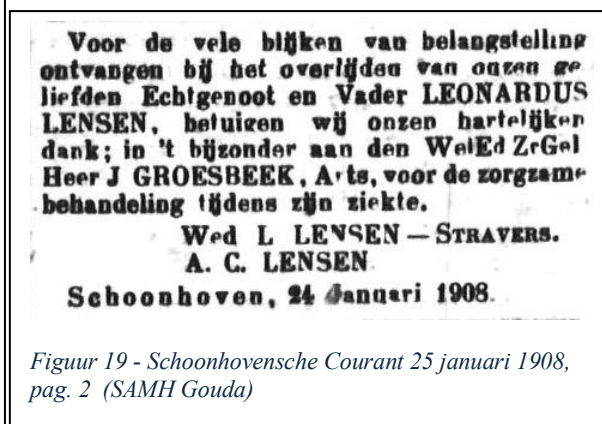 Voor de vele blijken van belangstelling
ontvangen bij het overlijden van onzen ge
liefden Echtgenoot en Vader LEONARDUS
LENSEN, betuigen wij onzen hartelijken
dank; in 't bijzonder aan den WelEd ZrGel
Heer J GROESBEEK, Arts, voor de zorgzame
behandeling tijdens zijn ziekte.
Wed L LENSEN — STRAVERS.
A. C. LENSEN
Schoonhoven, 24 Januari 1908.
Figuur 19 - Schoonhovensche Courant 25 januari 1908,
pag. 2 (SAMH Gouda)